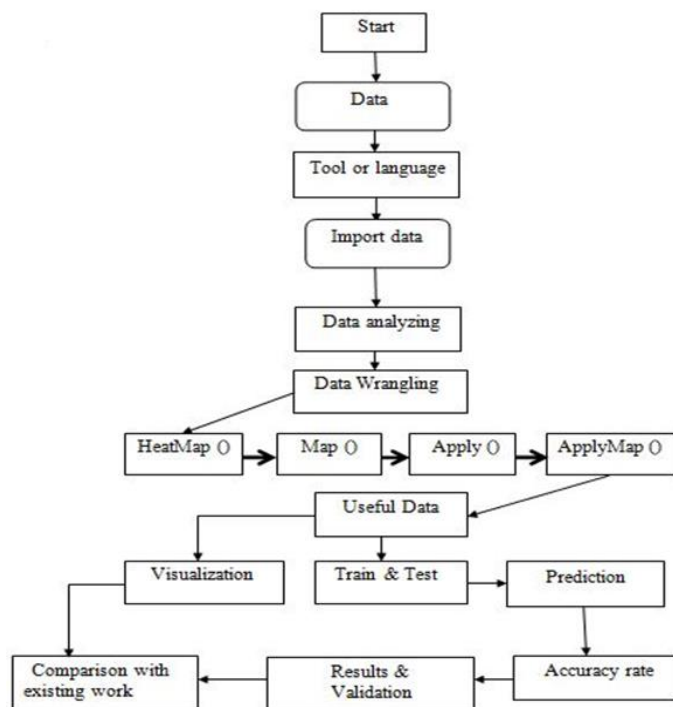 Start
Data
Tool or language
Import data
Data analyzing
Data Wrangling
HeatMap ()
Map ()
Apply ()
ApplyMap ()
Useful Data
Visualization
Train & Test
Prediction
Comparison with
existing work
Results &
Validation
Accuracy rate